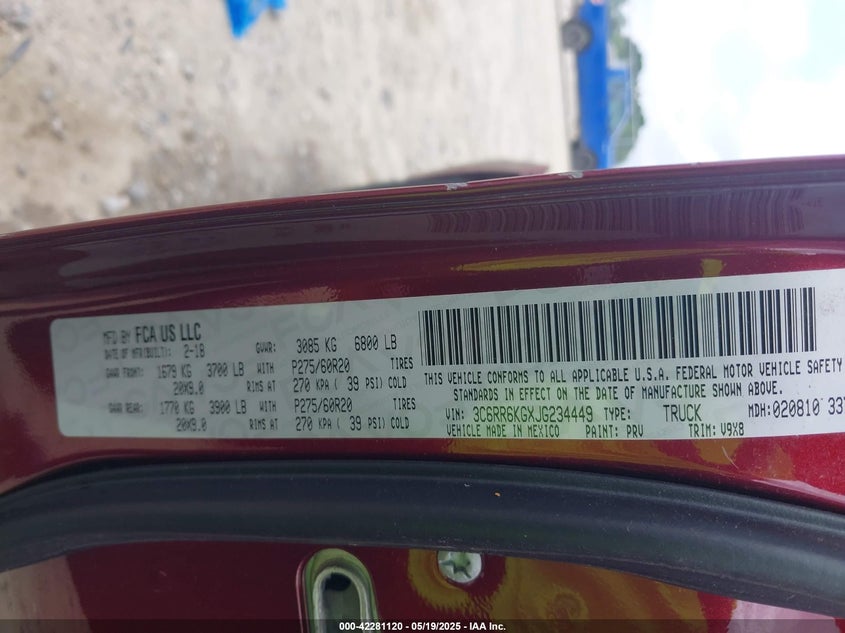 MFD BY FCA US LLC
DATE OF MFR(BUILT): 2-18 GVWR: 3085 KG 6800 LB
GAWR FRONT: 1679 KG 3700 LB WITH P275/60R20 TIRES
20X9.0 RIMS AT 270 KPA ( 39 PSI) COLD
GAWR REAR: 1770 KG 3900 LB WITH P275/60R20 TIRES
20X9.0 RIMS AT 270 KPA ( 39 PSI) COLD
THIS VEHICLE CONFORMS TO ALL APPLICABLE U.S.A. FEDERAL MOTOR VEHICLE SAFETY
STANDARDS IN EFFECT ON THE DATE OF MANUFACTURE SHOWN ABOVE.
VIN: 3C6RR6KGXJG234449 TYPE: TRUCK MDH: 020810 337
VEHICLE MADE IN MEXICO PAINT: PRV TRIM: V9X8
000-42281120 - 05/19/2025 - IAA Inc.